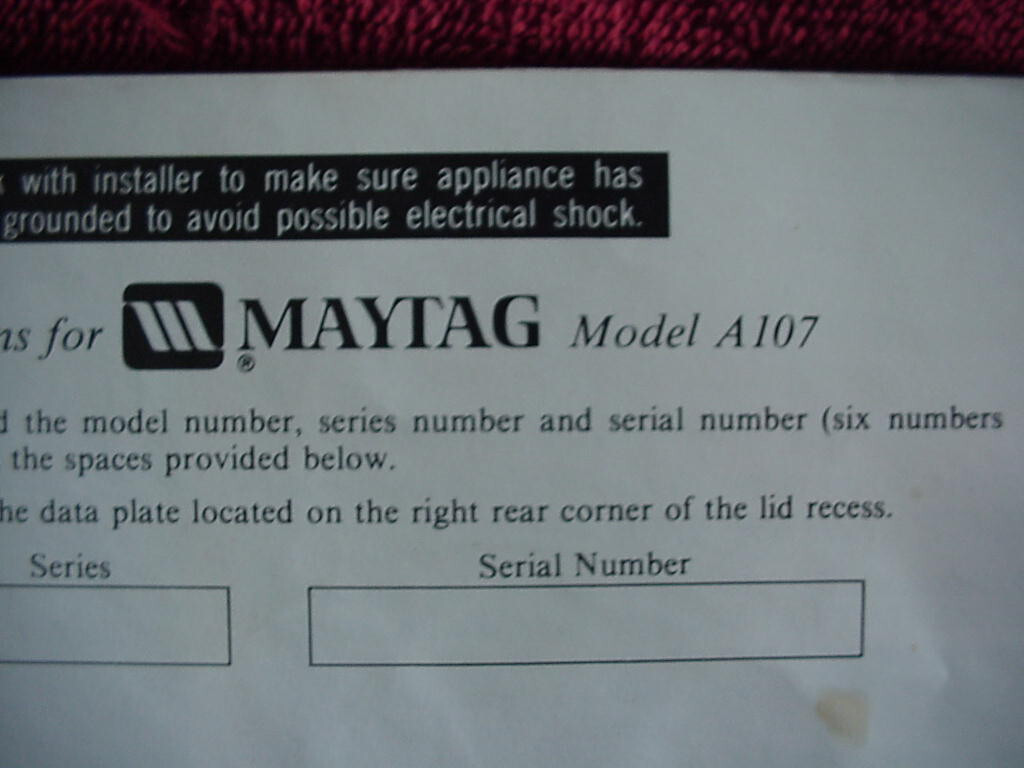 with installer to make sure appliance has
grounded to avoid possible electrical shock.
for MAYTAG ® Model A107
the model number, series number and serial number (six numbers
the spaces provided below.
data plate located on the right rear corner of the lid recess.
Series Serial Number